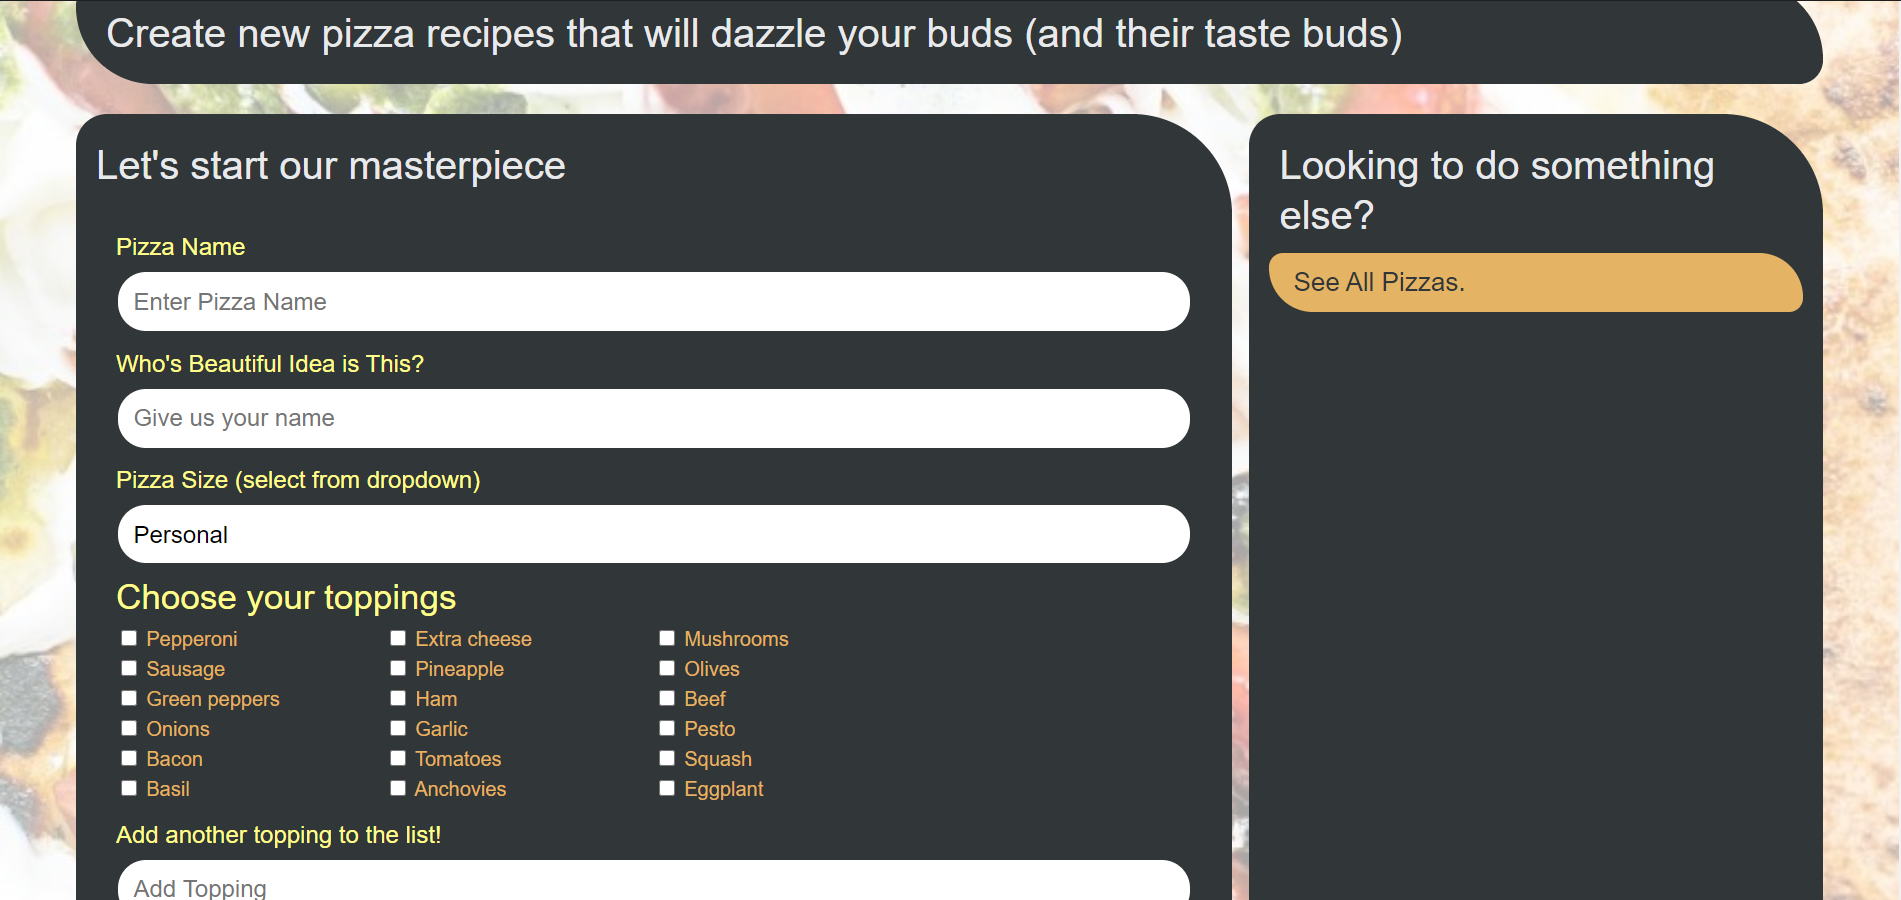 Create new pizza recipes that will dazzle your buds (and their taste buds)
Let's start our masterpiece
Pizza Name
Enter Pizza Name
Who's Beautiful Idea is This?
Give us your name
Pizza Size (select from dropdown)
Personal
Choose your toppings
Pepperoni Extra cheese Mushrooms
Sausage Pineapple Olives
Green peppers Ham Beef
Onions Garlic Pesto
Bacon Tomatoes Squash
Basil Anchovies Eggplant
Add another topping to the list!
Add Topping
Looking to do something
else?
See All Pizzas.